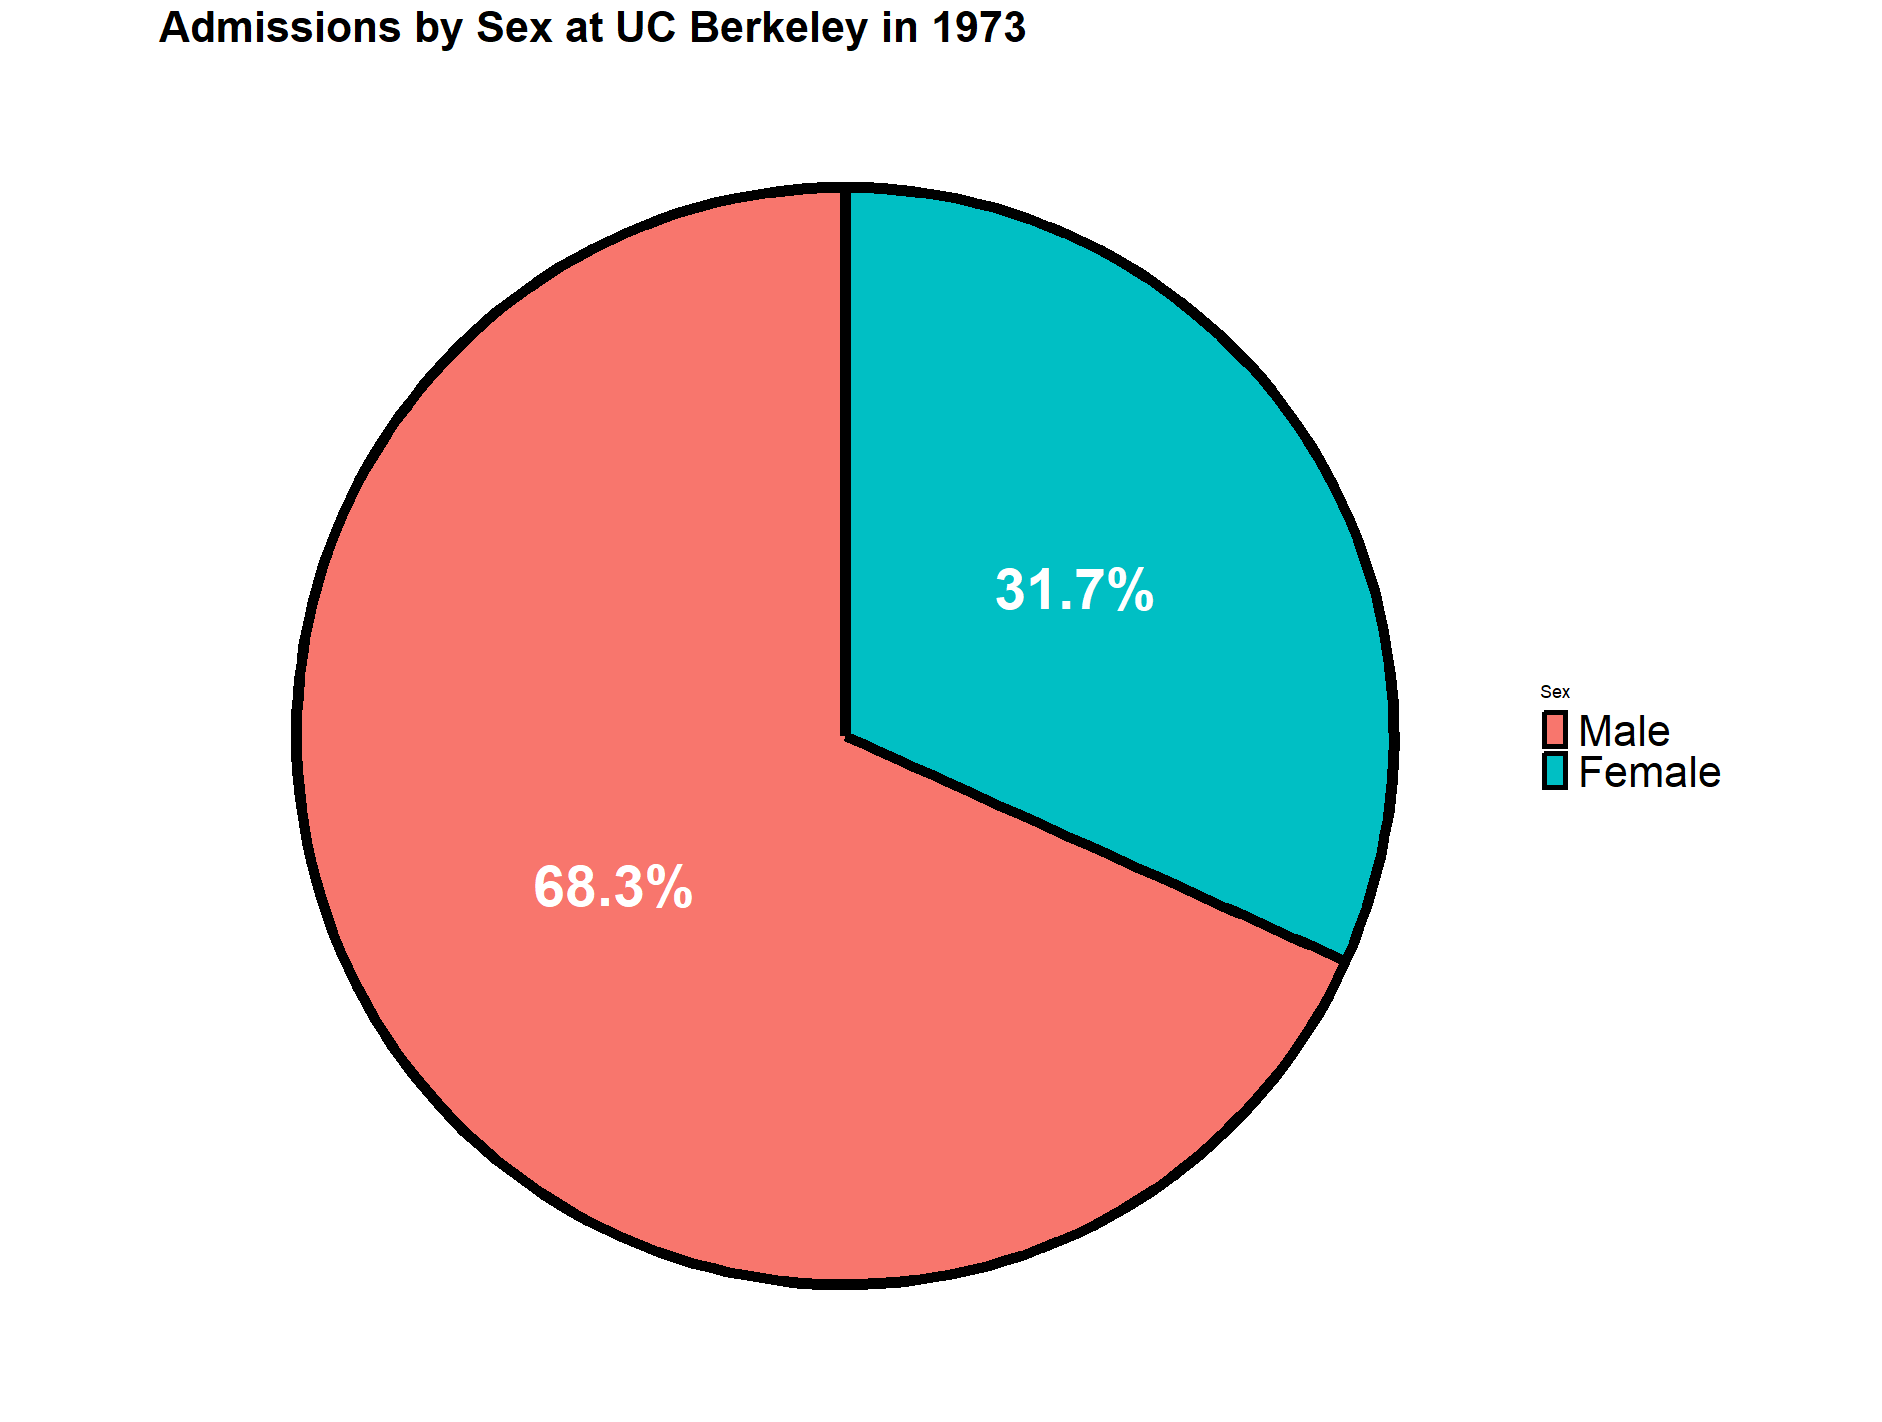 Admissions by Sex at UC Berkeley in 1973
31.7%
68.3%
Sex
Male
Female